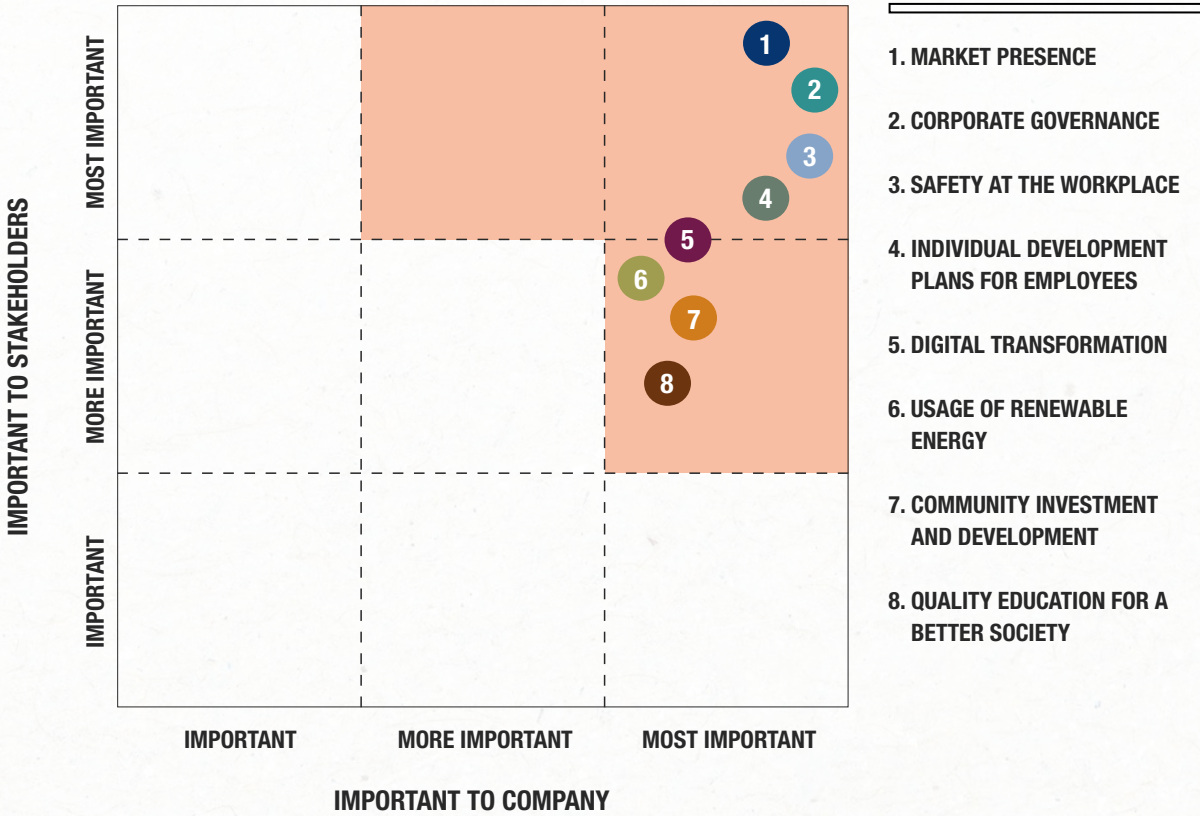 IMPORTANT TO STAKEHOLDERS
MOST IMPORTANT
MORE IMPORTANT
IMPORTANT
1
2
3
4
5
6
7
8
IMPORTANT
MORE IMPORTANT
MOST IMPORTANT
IMPORTANT TO COMPANY
1. MARKET PRESENCE
2. CORPORATE GOVERNANCE
3. SAFETY AT THE WORKPLACE
4. INDIVIDUAL DEVELOPMENT
PLANS FOR EMPLOYEES
5. DIGITAL TRANSFORMATION
6. USAGE OF RENEWABLE
ENERGY
7. COMMUNITY INVESTMENT
AND DEVELOPMENT
8. QUALITY EDUCATION FOR A
BETTER SOCIETY